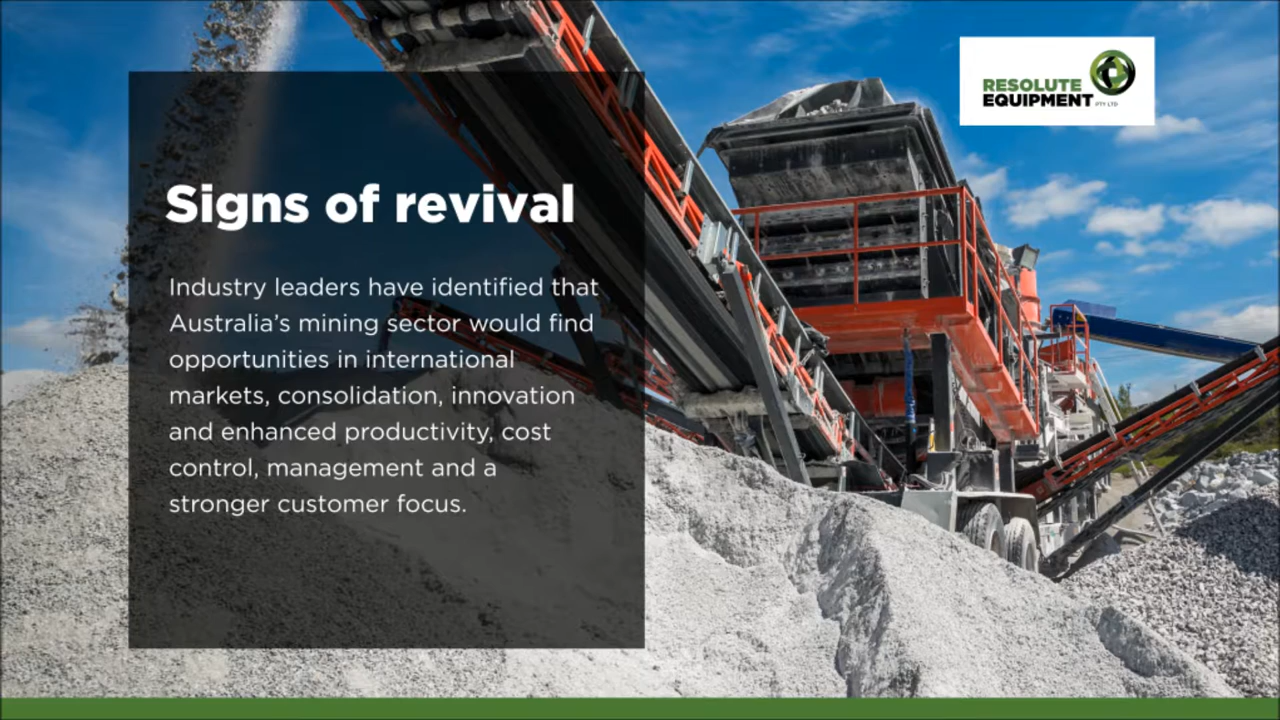 RESOLUTE
EQUIPMENT PTY LTD
Signs of revival
Industry leaders have identified that
Australia’s mining sector would find
opportunities in international
markets, consolidation, innovation
and enhanced productivity, cost
control, management and a
stronger customer focus.